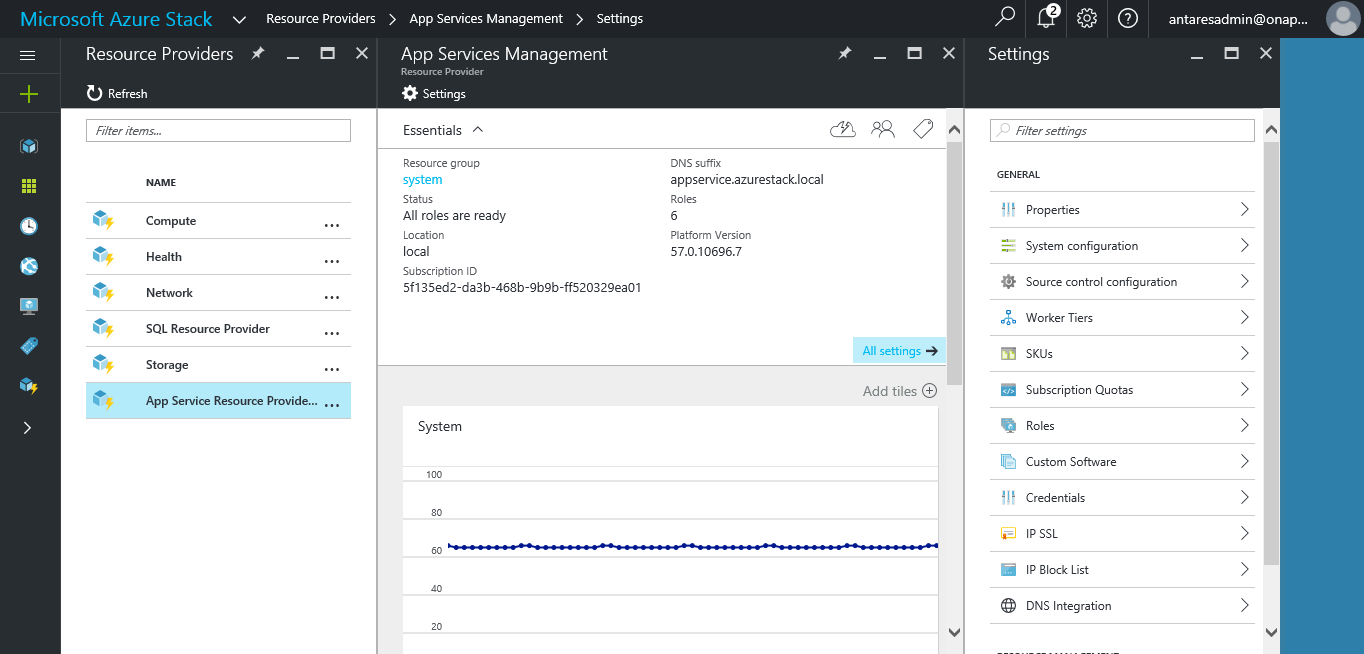 Microsoft Azure Stack
Resource Providers
App Services Management
Settings
2
antaresadmin@onap...
Resource Providers
Refresh
Filter items...
NAME
Compute
...
Health
...
Network
...
SQL Resource Provider
...
Storage
...
App Service Resource Provide...
...
App Services Management
Resource Provider
Settings
Essentials
Resource group
system
Status
All roles are ready
Location
local
Subscription ID
5f135ed2-da3b-468b-9b9b-ff520329ea01
DNS suffix
appservice.azurestack.local
Roles
6
Platform Version
57.0.10696.7
All settings
Add tiles
System
100
80
60
40
20
Settings
Filter settings
GENERAL
Properties
System configuration
Source control configuration
Worker Tiers
SKUs
Subscription Quotas
Roles
Custom Software
Credentials
IP SSL
IP Block List
DNS Integration